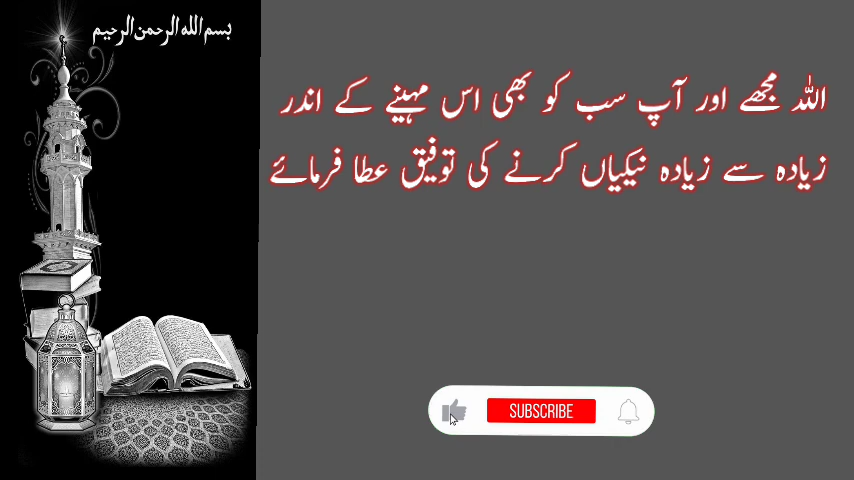 بسم الله الرحمن الرحیم
اللہ مجھے اور آپ سب کو بھی اس مہینے کے اندر
زیادہ سے زیادہ نیکیاں کرنے کی توفیق عطا فرمائے
SUBSCRIBE